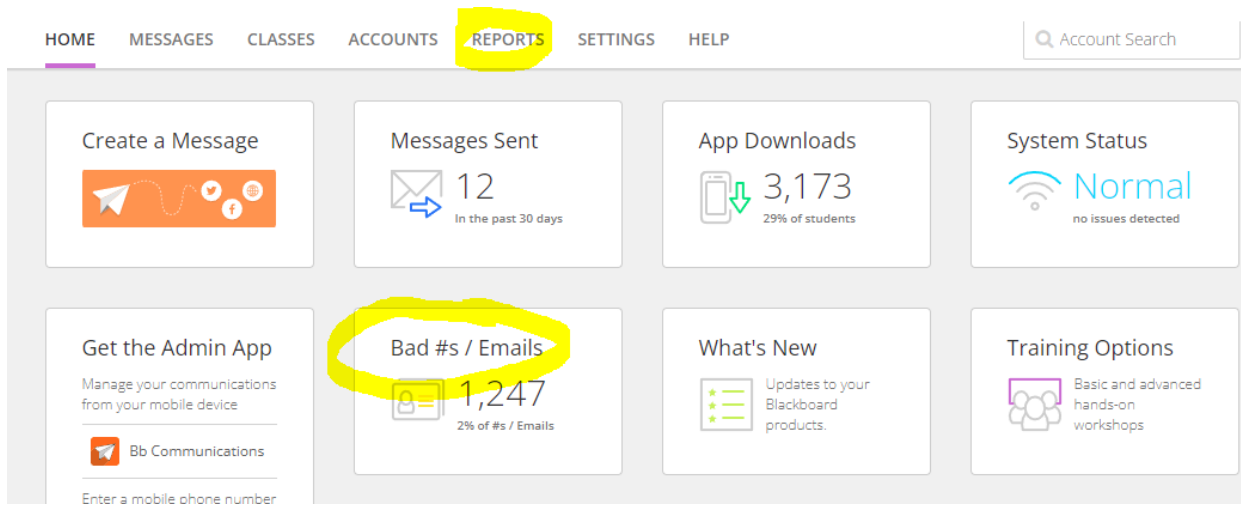 HOME MESSAGES CLASSES ACCOUNTS REPORTS SETTINGS HELP Account Search
Create a Message
Messages Sent
12
In the past 30 days
App Downloads
3,173
29% of students
System Status
Normal
no issues detected
Get the Admin App
Manage your communications
from your mobile device
Bb Communications
Enter a mobile phone number
Bad #s / Emails
1,247
2% of #s / Emails
What's New
Updates to your
Blackboard
products.
Training Options
Basic and advanced
hands-on
workshops